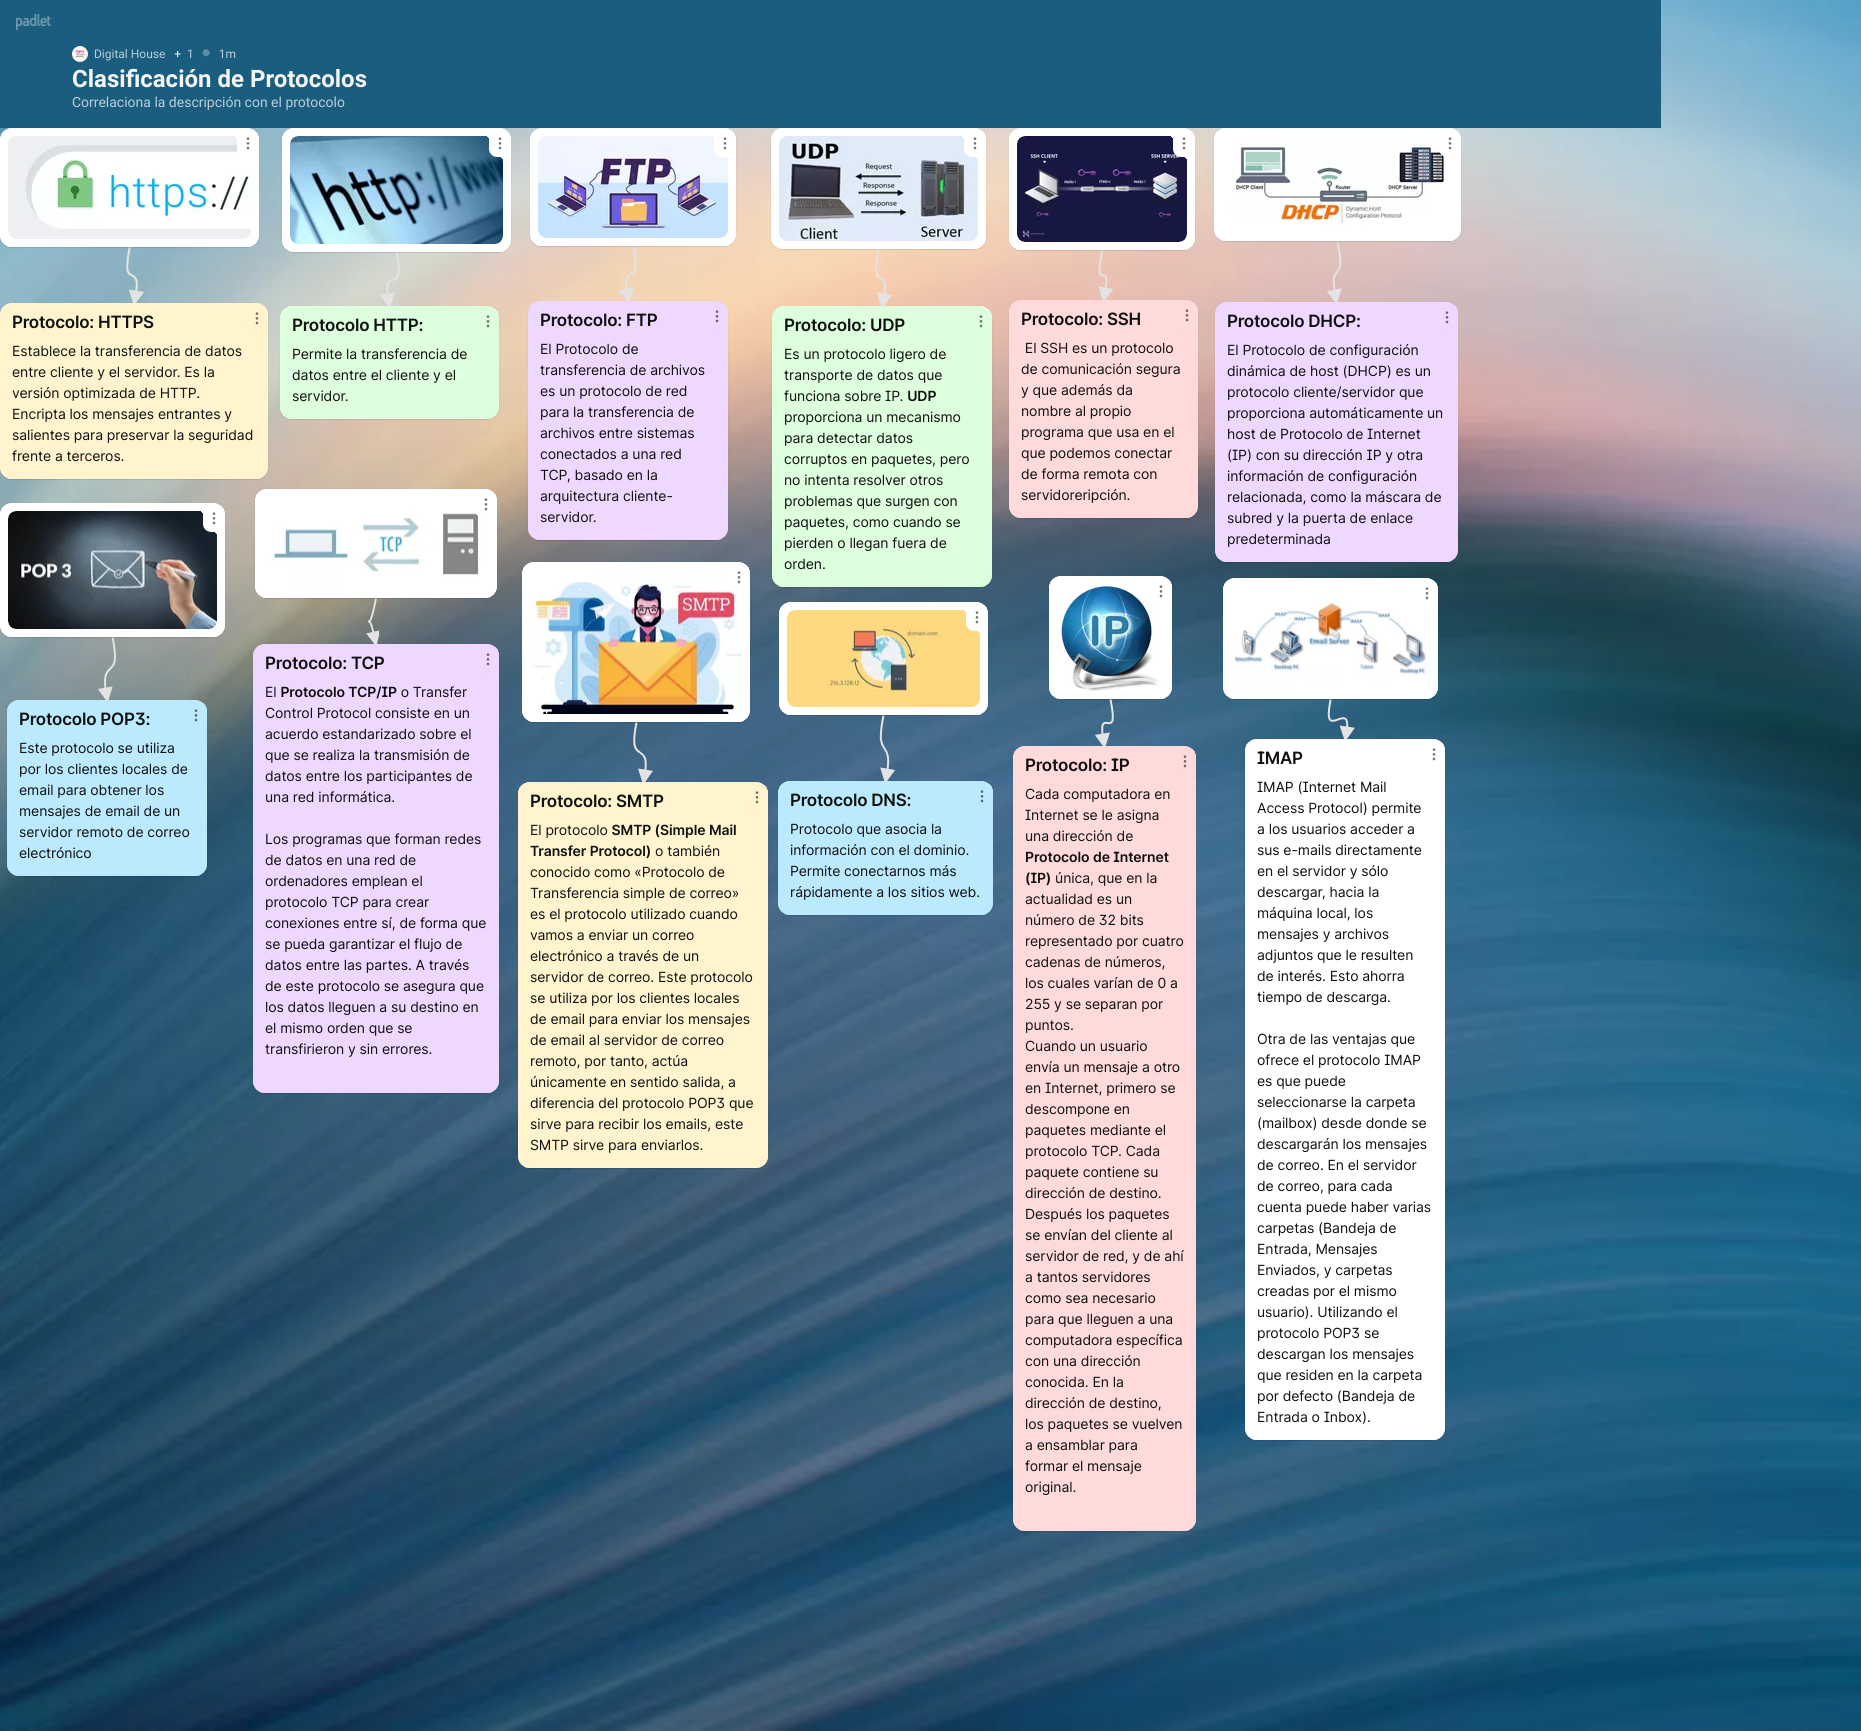 padlet
Digital House + 1 1m
Clasificación de Protocolos
Correlaciona la descripción con el protocolo
https://
http://ww
FTP
UDP
Request
Response
Response
Client
Server
SSH CLIENT
SSH SERVER
DHCP Client
Router
DHCP Server
DHCP
Dynamic Host
Configuration Protocol
Protocolo: HTTPS
Establece la transferencia de datos
entre cliente y el servidor. Es la
versión optimizada de HTTP.
Encripta los mensajes entrantes y
salientes para preservar la seguridad
frente a terceros.
Protocolo HTTP:
Permite la transferencia de
datos entre el cliente y el
servidor.
Protocolo: FTP
El Protocolo de
transferencia de archivos
es un protocolo de red
para la transferencia de
archivos entre sistemas
conectados a una red
TCP, basado en la
arquitectura cliente-
servidor.
Protocolo: UDP
Es un protocolo ligero de
transporte de datos que
funciona sobre IP. UDP
proporciona un mecanismo
para detectar datos
corruptos en paquetes, pero
no intenta resolver otros
problemas que surgen con
paquetes, como cuando se
pierden o llegan fuera de
orden.
Protocolo: SSH
El SSH es un protocolo
de comunicación segura
y que además da
nombre al propio
programa que usa en el
que podemos conectar
de forma remota con
servidoreripción.
Protocolo DHCP:
El Protocolo de configuración
dinámica de host (DHCP) es un
protocolo cliente/servidor que
proporciona automáticamente un
host de Protocolo de Internet
(IP) con su dirección IP y otra
información de configuración
relacionada, como la máscara de
subred y la puerta de enlace
predeterminada
POP 3
TCP
SMTP
domain.com
216.3.128.12
IP
IMAP
IMAP
IMAP
IMAP
Email Server
SmartPhone
Desktop PC
Tablet
Desktop PC
Protocolo POP3:
Este protocolo se utiliza
por los clientes locales de
email para obtener los
mensajes de email de un
servidor remoto de correo
electrónico
Protocolo: TCP
El Protocolo TCP/IP o Transfer
Control Protocol consiste en un
acuerdo estandarizado sobre el
que se realiza la transmisión de
datos entre los participantes de
una red informática.
Los programas que forman redes
de datos en una red de
ordenadores emplean el
protocolo TCP para crear
conexiones entre sí, de forma que
se pueda garantizar el flujo de
datos entre las partes. A través
de este protocolo se asegura que
los datos lleguen a su destino en
el mismo orden que se
transfirieron y sin errores.
Protocolo: SMTP
El protocolo SMTP (Simple Mail
Transfer Protocol) o también
conocido como «Protocolo de
Transferencia simple de correo»
es el protocolo utilizado cuando
vamos a enviar un correo
electrónico a través de un
servidor de correo. Este protocolo
se utiliza por los clientes locales
de email para enviar los mensajes
de email al servidor de correo
remoto, por tanto, actúa
únicamente en sentido salida, a
diferencia del protocolo POP3 que
sirve para recibir los emails, este
SMTP sirve para enviarlos.
Protocolo DNS:
Protocolo que asocia la
información con el dominio.
Permite conectarnos más
rápidamente a los sitios web.
Protocolo: IP
Cada computadora en
Internet se le asigna
una dirección de
Protocolo de Internet
(IP) única, que en la
actualidad es un
número de 32 bits
representado por cuatro
cadenas de números,
los cuales varían de 0 a
255 y se separan por
puntos.
Cuando un usuario
envía un mensaje a otro
en Internet, primero se
descompone en
paquetes mediante el
protocolo TCP. Cada
paquete contiene su
dirección de destino.
Después los paquetes
se envían del cliente al
servidor de red, y de ahí
a tantos servidores
como sea necesario
para que lleguen a una
computadora específica
con una dirección
conocida. En la
dirección de destino,
los paquetes se vuelven
a ensamblar para
formar el mensaje
original.
IMAP
IMAP (Internet Mail
Access Protocol) permite
a los usuarios acceder a
sus e-mails directamente
en el servidor y sólo
descargar, hacia la
máquina local, los
mensajes y archivos
adjuntos que le resulten
de interés. Esto ahorra
tiempo de descarga.
Otra de las ventajas que
ofrece el protocolo IMAP
es que puede
seleccionarse la carpeta
(mailbox) desde donde se
descargarán los mensajes
de correo. En el servidor
de correo, para cada
cuenta puede haber varias
carpetas (Bandeja de
Entrada, Mensajes
Enviados, y carpetas
creadas por el mismo
usuario). Utilizando el
protocolo POP3 se
descargan los mensajes
que residen en la carpeta
por defecto (Bandeja de
Entrada o Inbox).